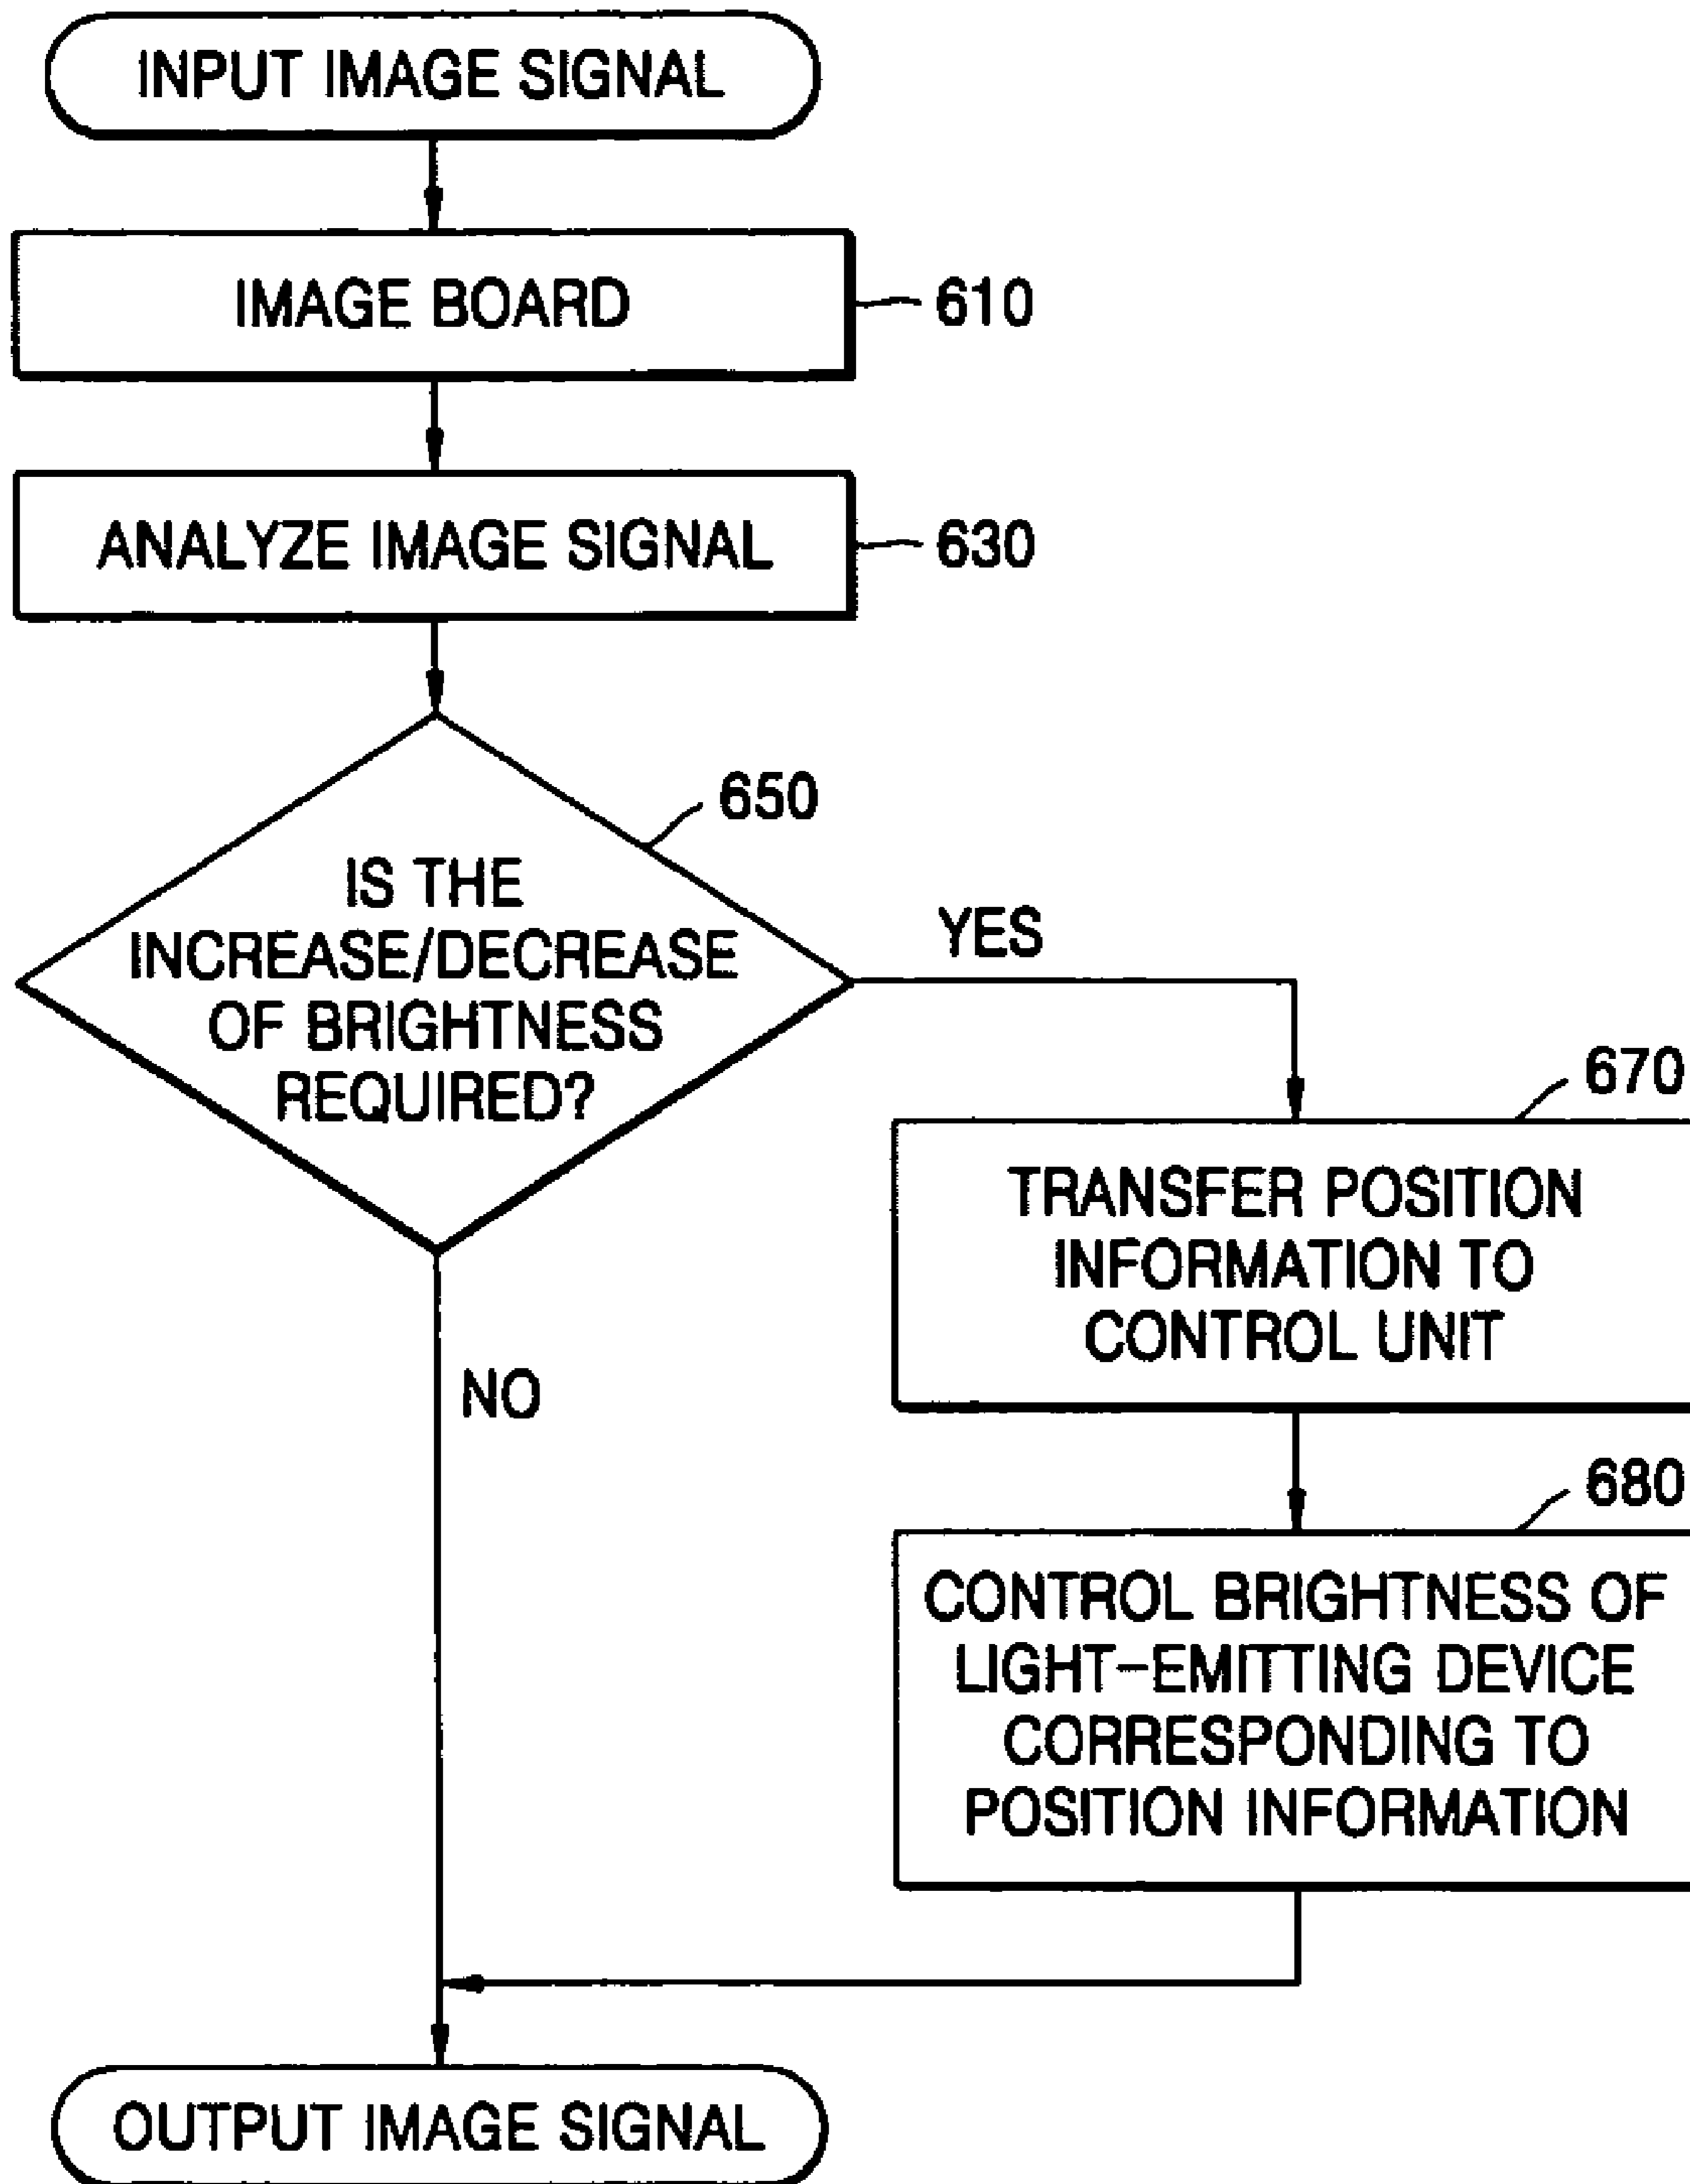 INPUT IMAGE SIGNAL
IMAGE BOARD
610
ANALYZE IMAGE SIGNAL
630
650
IS THE
INCREASE/DECREASE
OF BRIGHTNESS
REQUIRED?
YES
670
TRANSFER POSITION
INFORMATION TO
CONTROL UNIT
NO
680
CONTROL BRIGHTNESS OF
LIGHT-EMITTING DEVICE
CORRESPONDING TO
POSITION INFORMATION
OUTPUT IMAGE SIGNAL